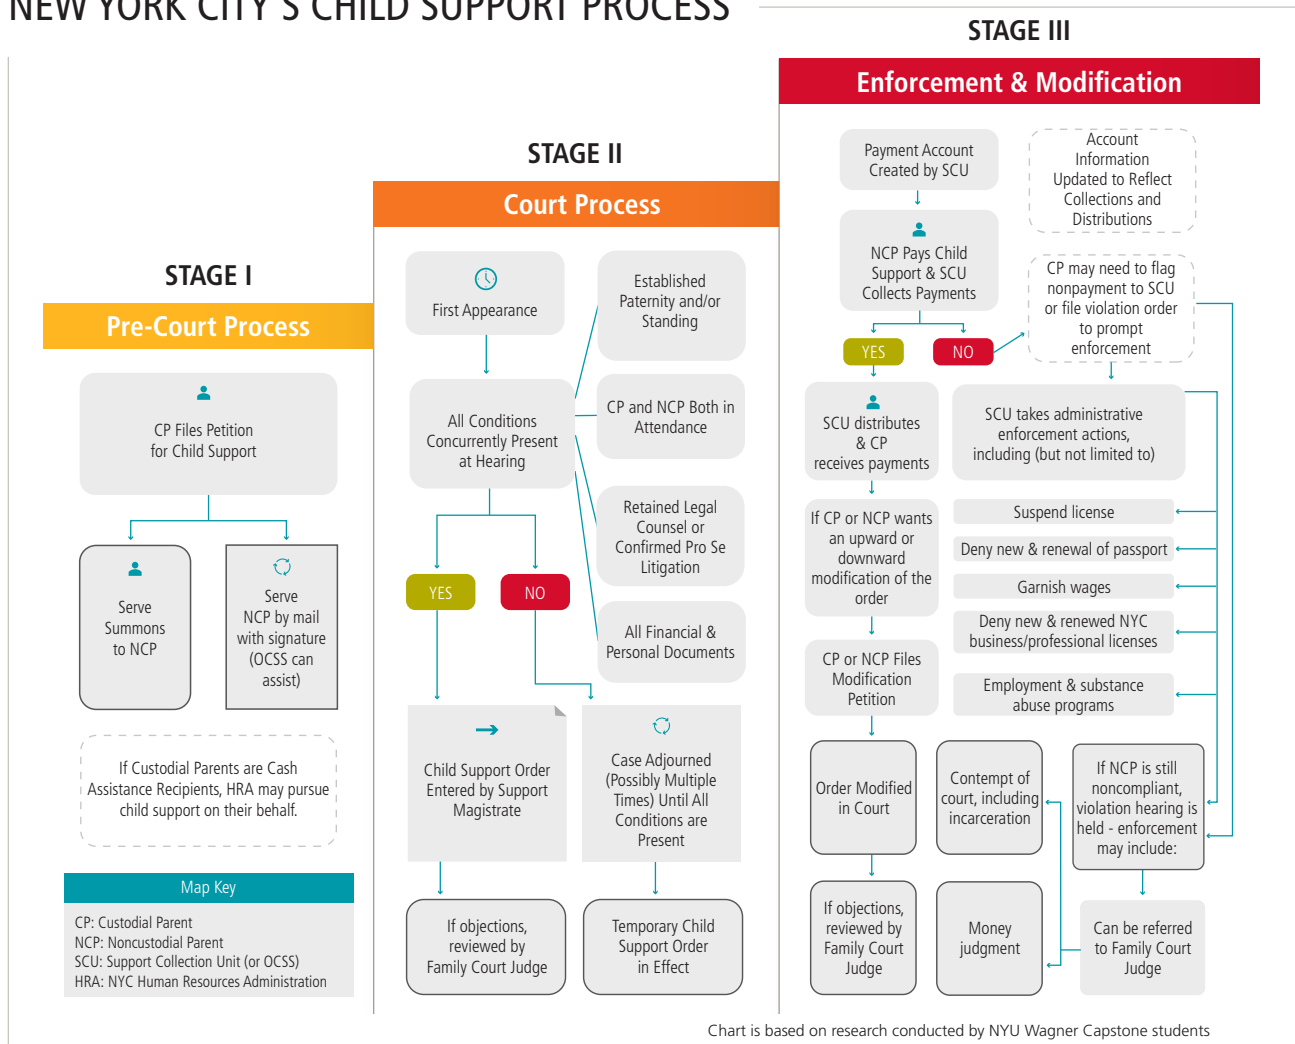 NEW YORK CITY'S CHILD SUPPORT PROCESS
STAGE I
Pre-Court Process
CP Files Petition
for Child Support
Serve
Summons
to NCP
Serve
NCP by mail
with signature
(OCSS can
assist)
If Custodial Parents are Cash
Assistance Recipients, HRA may pursue
child support on their behalf.
Map Key
CP: Custodial Parent
NCP: Noncustodial Parent
SCU: Support Collection Unit (or OCSS)
HRA: NYC Human Resources Administration
STAGE II
Court Process
First Appearance
Established
Paternity and/or
Standing
All Conditions
Concurrently Present
at Hearing
CP and NCP Both in
Attendance
Retained Legal
Counsel or
Confirmed Pro Se
Litigation
All Financial &
Personal Documents
YES
NO
Child Support Order
Entered by Support
Magistrate
Case Adjourned
(Possibly Multiple
Times) Until All
Conditions are
Present
If objections,
reviewed by
Family Court Judge
Temporary Child
Support Order
in Effect
STAGE III
Enforcement & Modification
Payment Account
Created by SCU
Account
Information
Updated to Reflect
Collections and
Distributions
NCP Pays Child
Support & SCU
Collects Payments
CP may need to flag
nonpayment to SCU
or file violation order
to prompt
enforcement
YES
NO
SCU distributes
& CP
receives payments
SCU takes administrative
enforcement actions,
including (but not limited to)
If CP or NCP wants
an upward or
downward
modification of the
order
Suspend license
Deny new & renewal of passport
Garnish wages
Deny new & renewed NYC
business/professional licenses
Employment & substance
abuse programs
CP or NCP Files
Modification
Petition
Order Modified
in Court
Contempt of
court, including
incarceration
If NCP is still
noncompliant,
violation hearing is
held - enforcement
may include:
If objections,
reviewed by
Family Court
Judge
Money
judgment
Can be referred
to Family Court
Judge
Chart is based on research conducted by NYU Wagner Capstone students